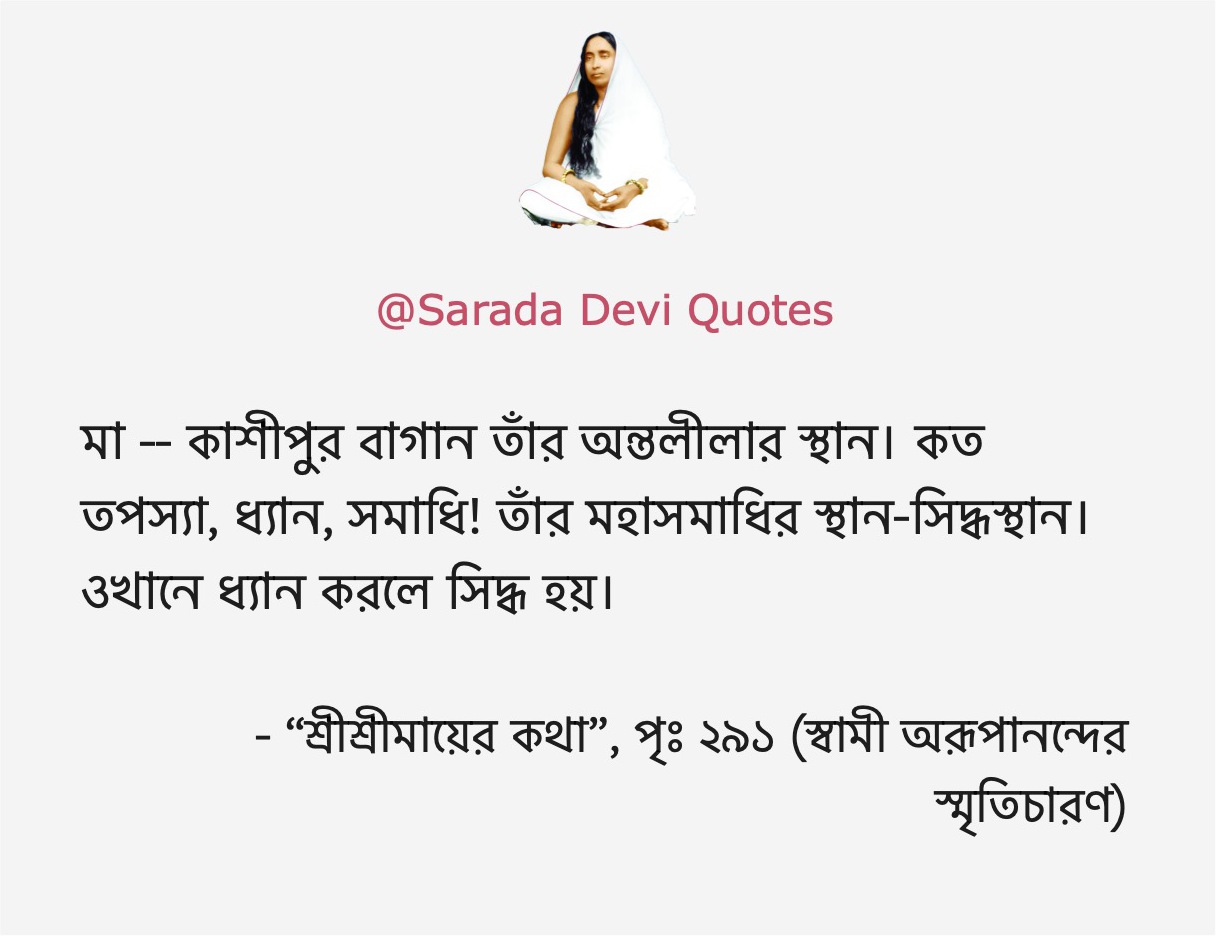 @Sarada Devi Quotes
মা -- কাশীপুর বাগান তাঁর অন্তলীলার স্থান। কত
তপস্যা, ধ্যান, সমাধি! তাঁর মহাসমাধির স্থান-সিদ্ধস্থান।
ওখানে ধ্যান করলে সিদ্ধ হয়।
- “শ্রীশ্রীমায়ের কথা”, পৃঃ ২৯১ (স্বামী অরূপানন্দের
স্মৃতিচারণ)